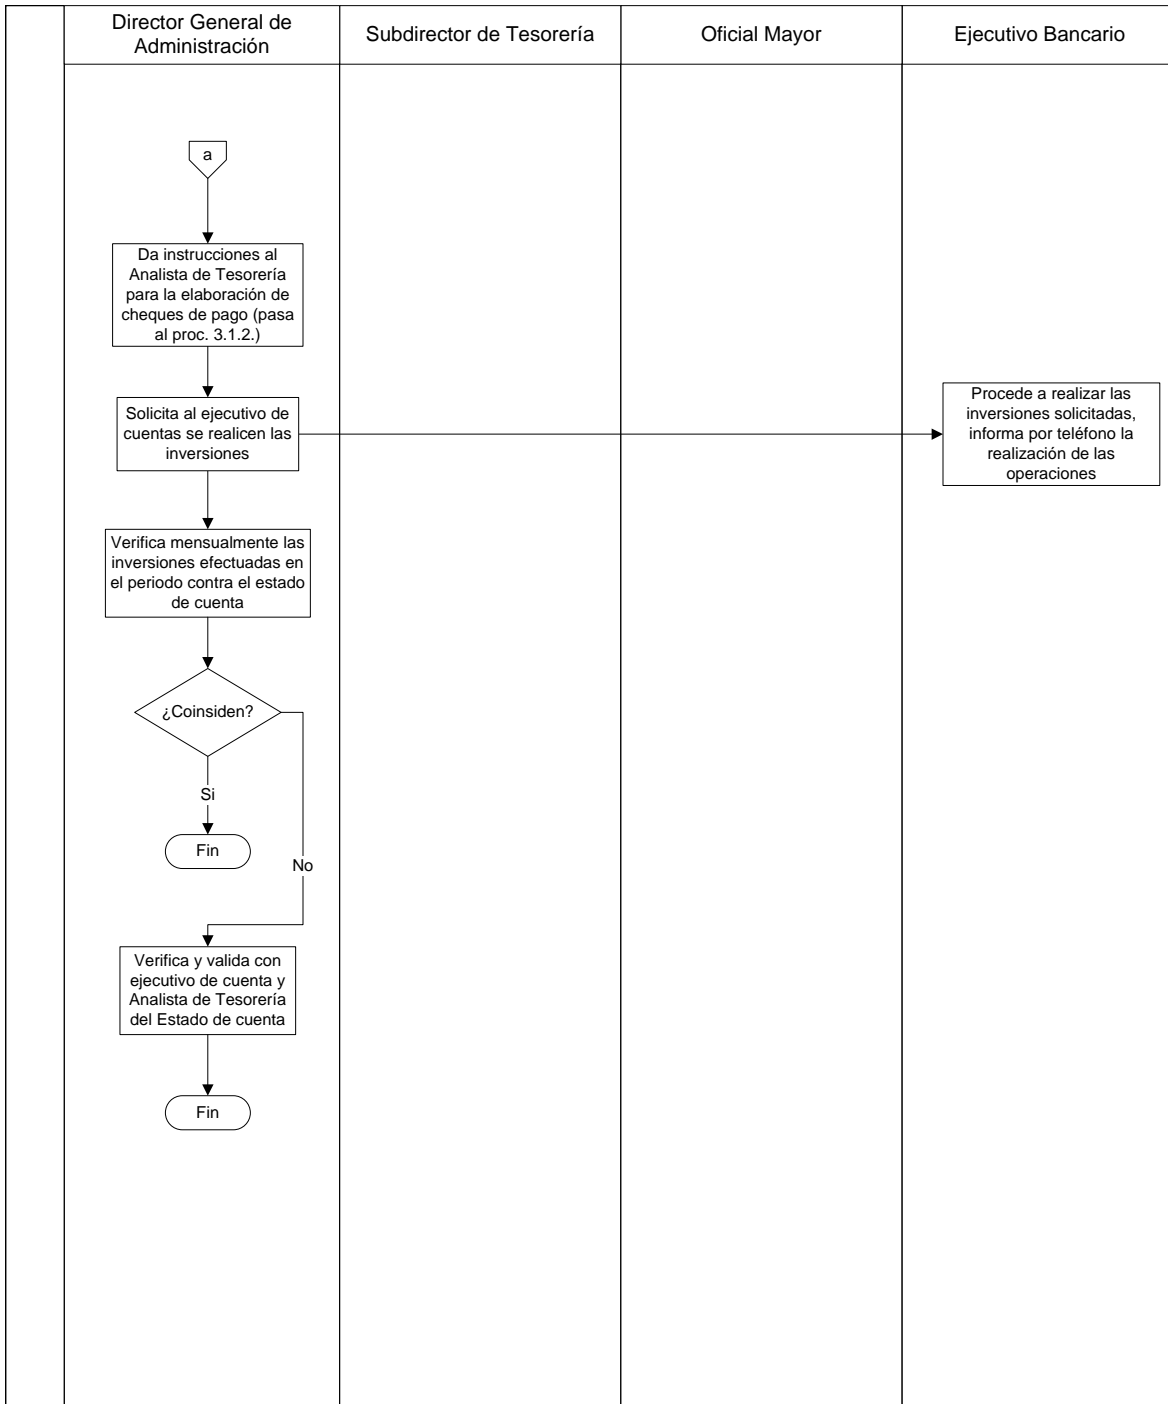 Director General de
Administración
Subdirector de Tesorería
Oficial Mayor
Ejecutivo Bancario
a
Da instrucciones al
Analista de Tesorería
para la elaboración de
cheques de pago (pasa
al proc. 3.1.2.)
Solicita al ejecutivo de
cuentas se realicen las
inversiones
Procede a realizar las
inversiones solicitadas,
informa por teléfono la
realización de las
operaciones
Verifica mensualmente las
inversiones efectuadas en
el periodo contra el estado
de cuenta
¿Coinsiden?
Si
Fin
No
Verifica y valida con
ejecutivo de cuenta y
Analista de Tesorería
del Estado de cuenta
Fin